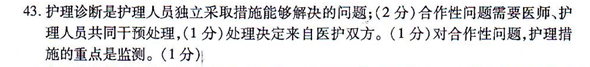 43. 护理诊断是护理人员独立采取措施能够解决的问题;(2 分)合作性问题需要医师、护
理人员共同干预处理,(1 分)处理决定来自医护双方。(1 分)对合作性问题,护理措
施的重点是监测。(1 分)